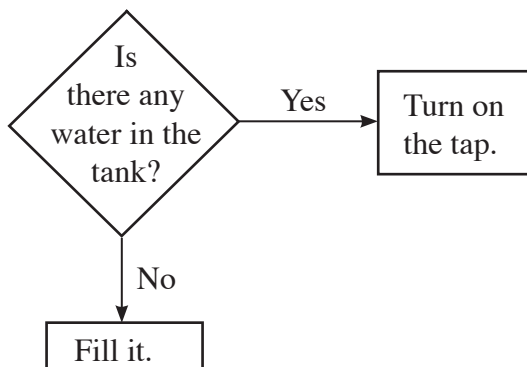 Is
there any
water in the
tank?
Yes
Turn on
the tap.
No
Fill it.